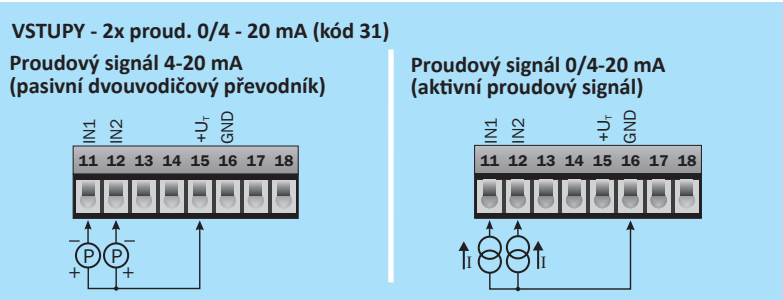 VSTUPY - 2x proud. 0/4 - 20 mA (kód 31)
Proudový signál 4-20 mA
(pasivní dvouvodičový převodník)
IN1 IN2 +UT GND
11 12 13 14 15 16 17 18
− −
P P
+ +
Proudový signál 0/4-20 mA
(aktivní proudový signál)
IN1 IN2 +UT GND
11 12 13 14 15 16 17 18
I I